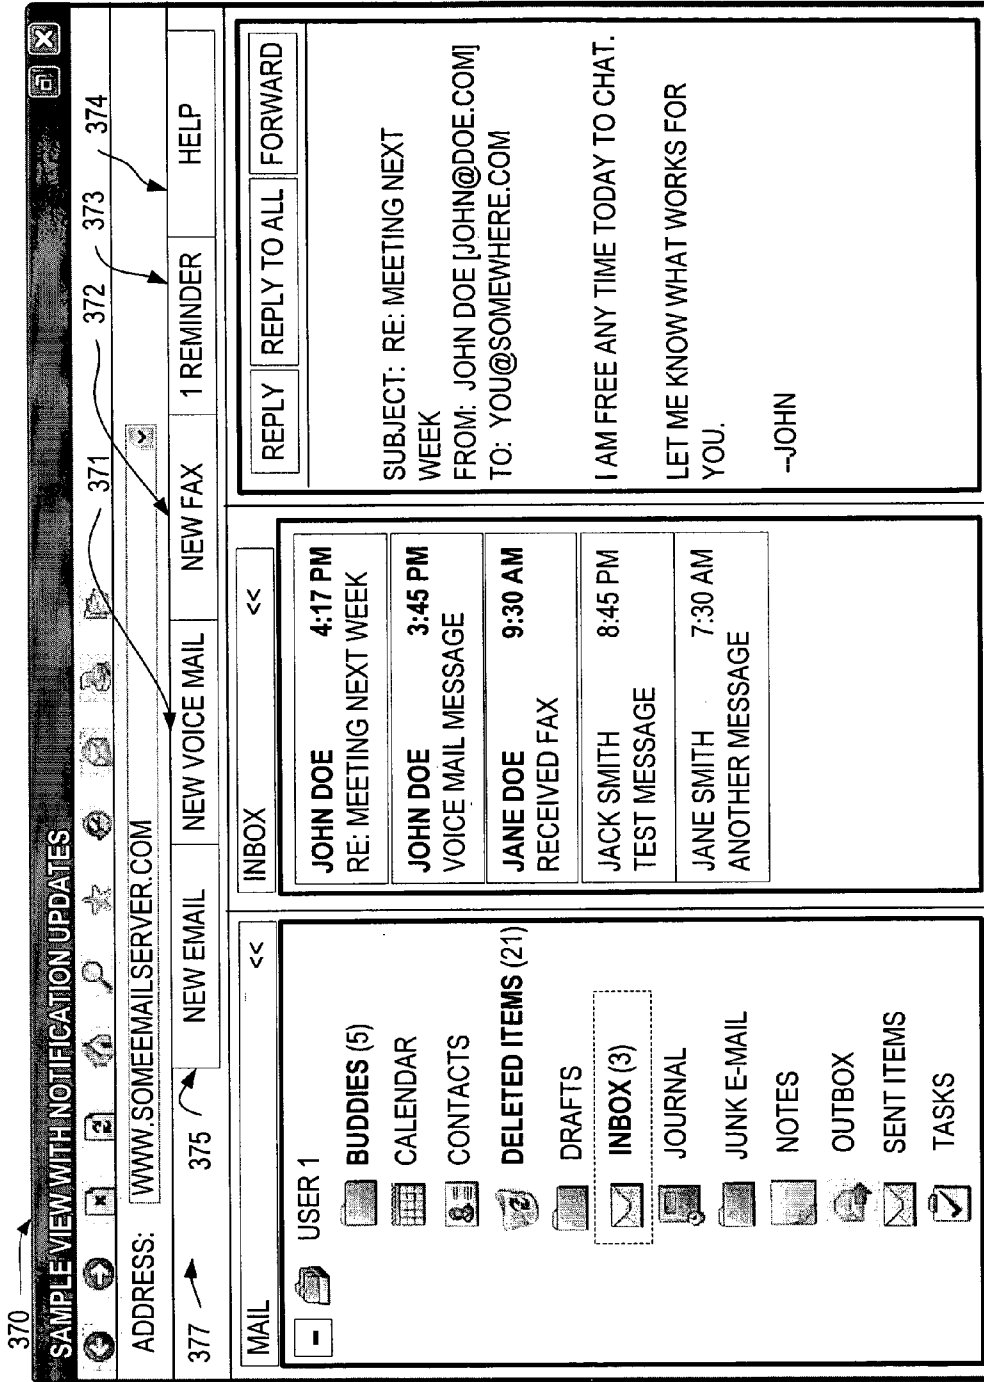 370
SAMPLE VIEW WITH NOTIFICATION UPDATES
371 372 373 374
ADDRESS: WWW.SOMEEMAILSERVER.COM
377 375 NEW EMAIL NEW VOICE MAIL NEW FAX 1 REMINDER HELP
MAIL <<
USER 1
BUDDIES (5)
CALENDAR
CONTACTS
DELETED ITEMS (21)
DRAFTS
INBOX (3)
JOURNAL
JUNK E-MAIL
NOTES
OUTBOX
SENT ITEMS
TASKS
INBOX <<
JOHN DOE 4:17 PM
RE: MEETING NEXT WEEK
JOHN DOE 3:45 PM
VOICE MAIL MESSAGE
JANE DOE 9:30 AM
RECEIVED FAX
JACK SMITH 8:45 PM
TEST MESSAGE
JANE SMITH 7:30 AM
ANOTHER MESSAGE
REPLY REPLY TO ALL FORWARD
SUBJECT: RE: MEETING NEXT
WEEK
FROM: JOHN DOE [JOHN@DOE.COM]
TO: YOU@SOMEWHERE.COM
I AM FREE ANY TIME TODAY TO CHAT.
LET ME KNOW WHAT WORKS FOR
YOU.
--JOHN